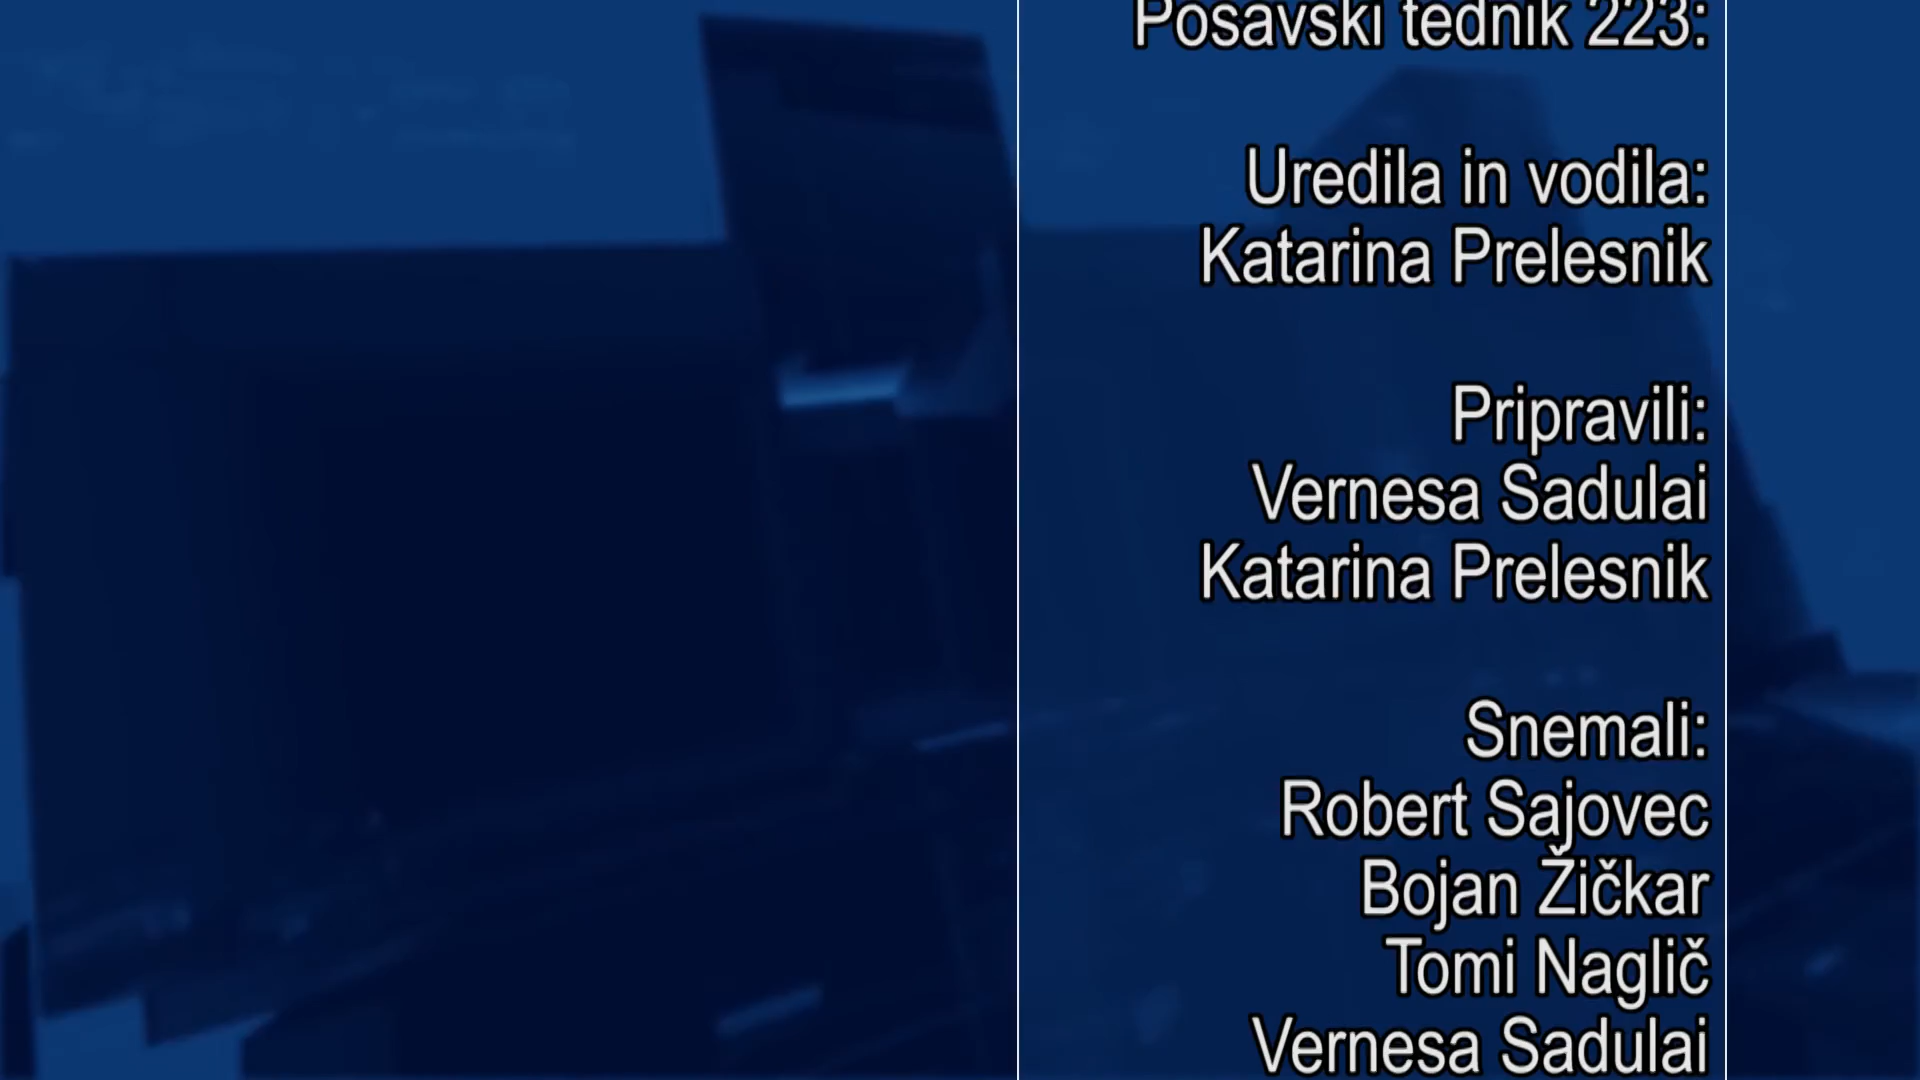 Posavski tednik 223:
Uredila in vodila:
Katarina Prelesnik
Pripravili:
Vernesa Sadulai
Katarina Prelesnik
Snemali:
Robert Sajovec
Bojan Žičkar
Tomi Naglič
Vernesa Sadulai